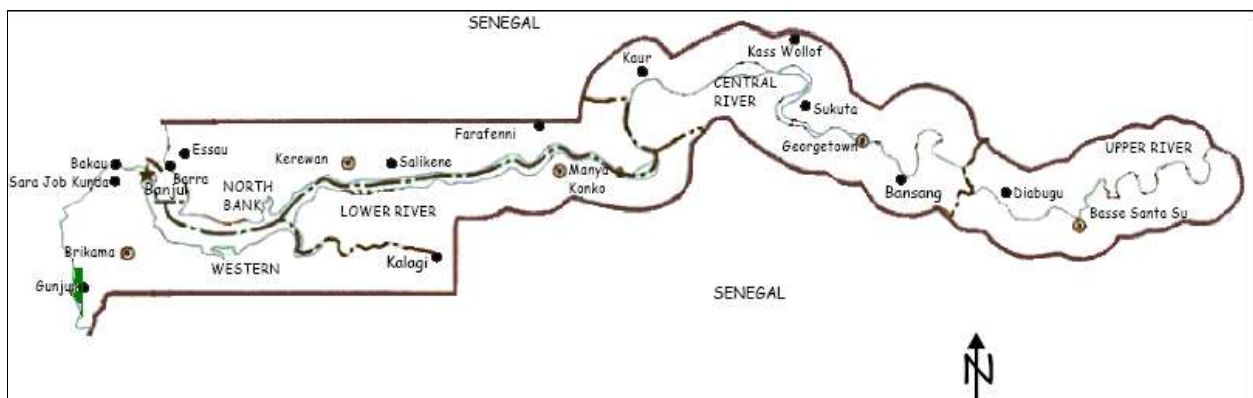 SENEGAL
Kaur
Kass Wollof
CENTRAL
RIVER
Sukuta
Farafenni
Essau
Bakau
Barra
Kerewan
Salikene
Georgetown
Manya
Konko
UPPER RIVER
Sara Job Kunda
Banjul
NORTH
BANK
LOWER RIVER
Bansang
Diabugu
Basse Santa Su
Brikama
WESTERN
Kalagi
Gunjur
SENEGAL
N